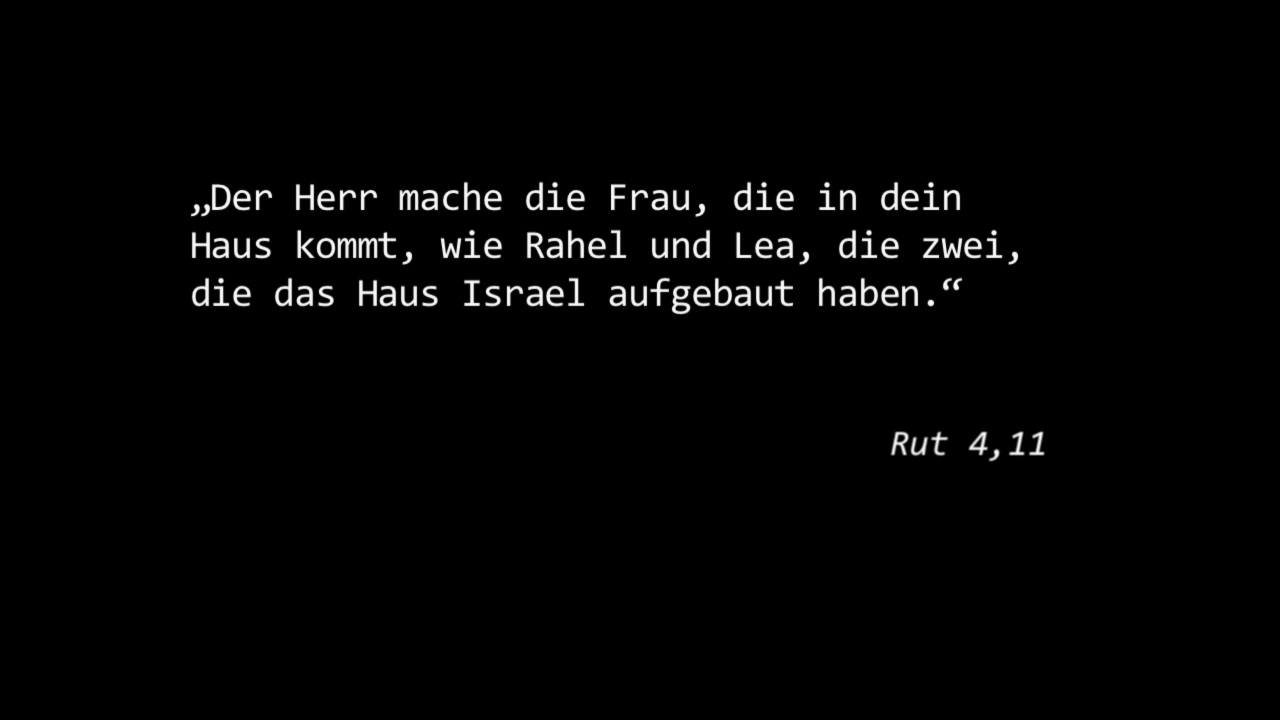 „Der Herr mache die Frau, die in dein
Haus kommt, wie Rahel und Lea, die zwei,
die das Haus Israel aufgebaut haben.“
Rut 4,11